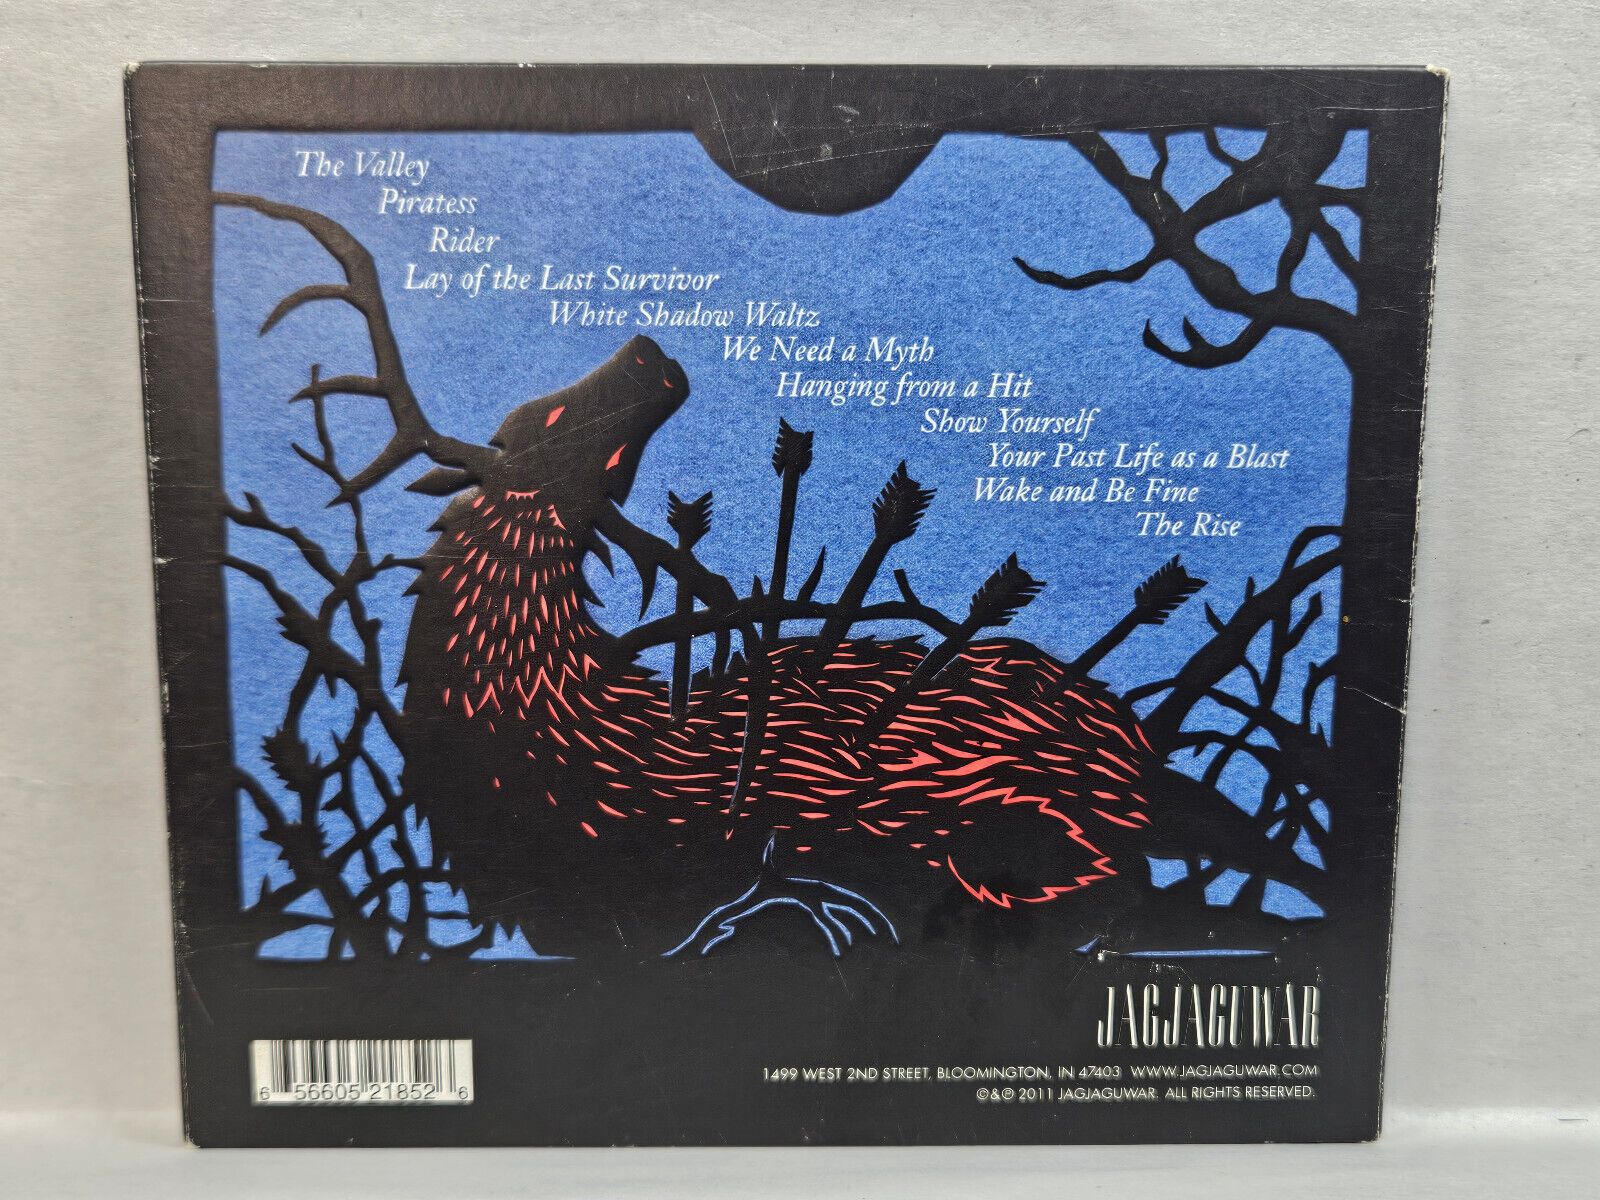 The Valley
Piratess
Rider
Lay of the Last Survivor
White Shadow Waltz
We Need a Myth
Hanging from a Hit
Show Yourself
Your Past Life as a Blast
Wake and Be Fine
The Rise
JAGJAGUWAR
1499 WEST 2ND STREET, BLOOMINGTON, IN 47403 WWW.JAGJAGUWAR.COM
©&℗ 2011 JAGJAGUWAR. ALL RIGHTS RESERVED.
6 56605 21852 6